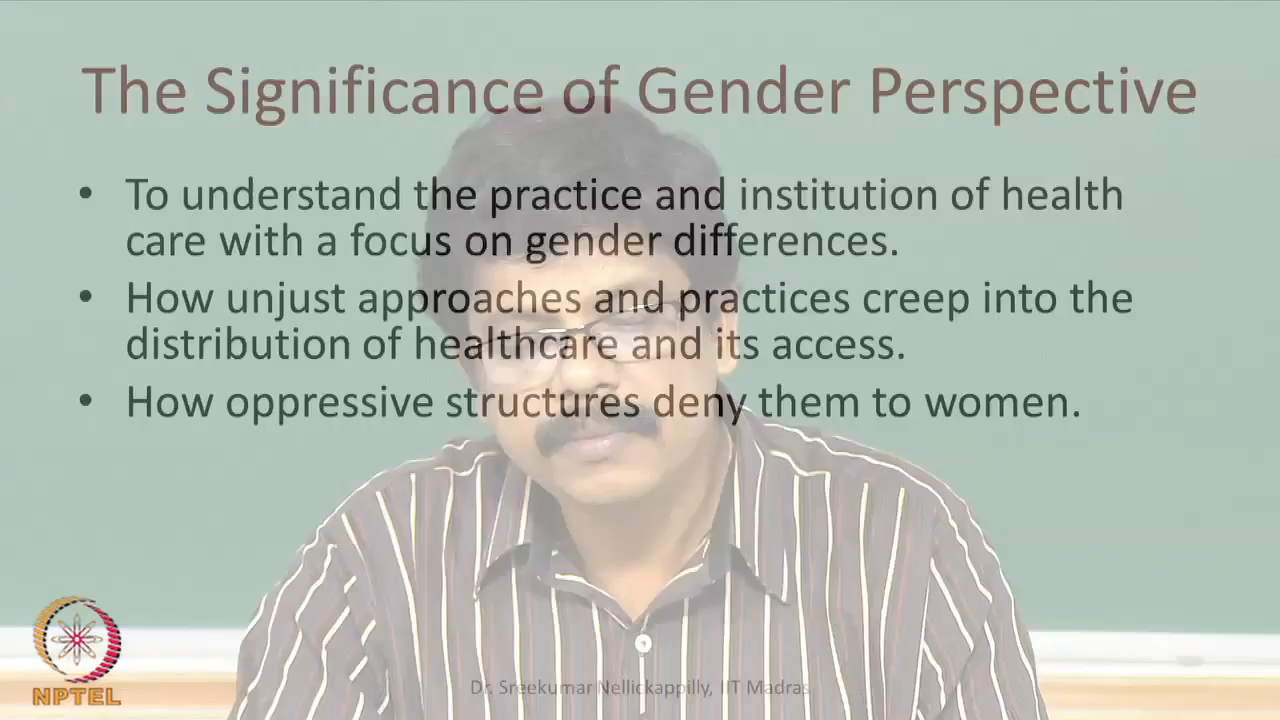 The Significance of Gender Perspective
• To understand the practice and institution of health
care with a focus on gender differences.
• How unjust approaches and practices creep into the
distribution of healthcare and its access.
• How oppressive structures deny them to women.
NPTEL
Dr. Sreekumar Nellickappilly, IIT Madras